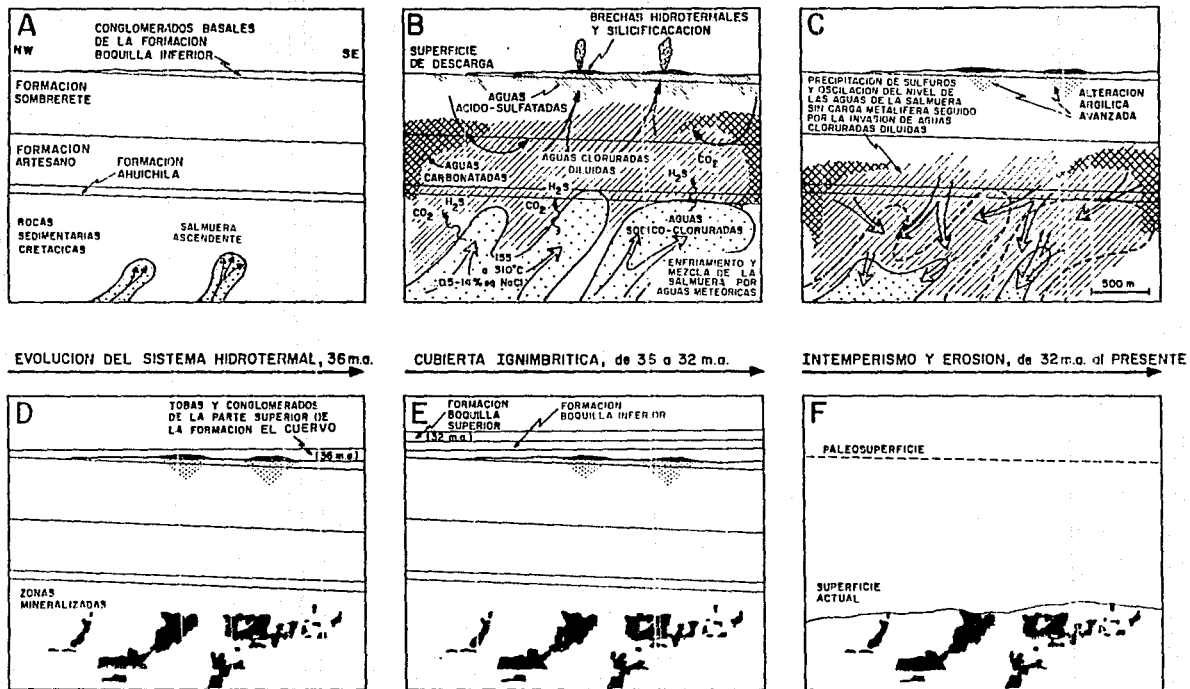 A
NW
CONGLOMERADOS BASALES
DE LA FORMACION
BOQUILLA INFERIOR
SE
FORMACION
SOMBRERETE
FORMACION
ARTESANO
FORMACION
AHUICHILA
ROCAS
SEDIMENTARIAS
CRETACICAS
SALMUERA
ASCENDENTE
B
BRECHAS HIDROTERMALES
Y SILICIFICACACION
SUPERFICIE
DE DESCARGA
AGUAS
ACIDO-SULFATADAS
AGUAS
CARBONATADAS
AGUAS CLORURADAS
DILUIDAS
CO2
H2S
H2S
H2S
CO2
CO2
AGUAS
SODICO-CLORURADAS
155
a 310°C
0.5-14% eq NaCl
ENFRIAMIENTO Y
MEZCLA DE LA
SALMUERA POR
AGUAS METEORICAS
C
PRECIPITACION DE SULFUROS
Y OSCILACION DEL NIVEL DE
LAS AGUAS DE LA SALMUERA
SIN CARGA METALIFERA SEGUIDO
POR LA INVASION DE AGUAS
CLORURADAS DILUIDAS
ALTERACION
ARGILICA
AVANZADA
500 m
EVOLUCION DEL SISTEMA HIDROTERMAL, 36 m.a.
CUBIERTA IGNIMBRITICA, de 36 a 32 m.a.
INTEMPERISMO Y EROSION, de 32 m.a. al PRESENTE
D
TOBAS Y CONGLOMERADOS
DE LA PARTE SUPERIOR DE
LA FORMACION EL CUERVO
(36 m.a)
ZONAS
MINERALIZADAS
E
FORMACION
BOQUILLA
SUPERIOR
(32 m.a)
FORMACION
BOQUILLA INFERIOR
F
PALEOSUPERFICIE
SUPERFICIE
ACTUAL